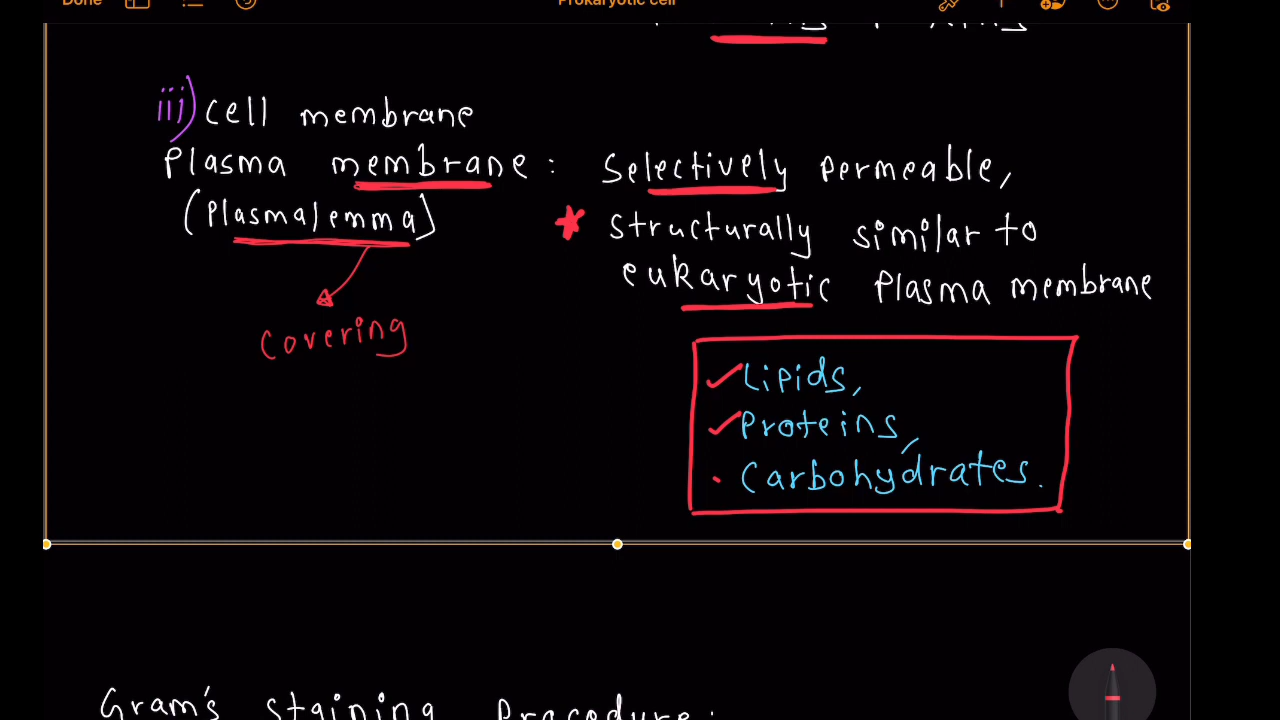 Done
Prokaryotic cell
iii) cell membrane
Plasma membrane : Selectively permeable,
(Plasmalemma)
* structurally similar to
eukaryotic plasma membrane
covering
Lipids,
Proteins,
Carbohydrates.
Gram's staining Procedure: